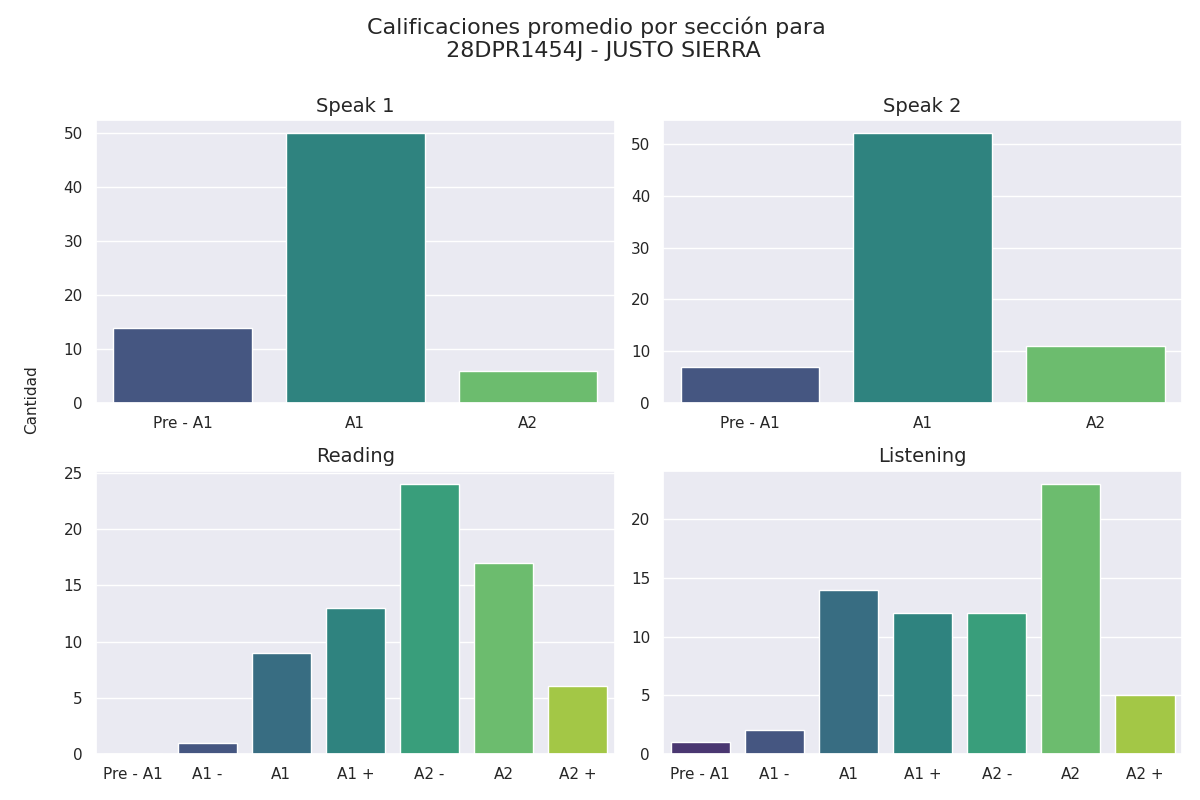 Calificaciones promedio por sección para
28DPR1454J - JUSTO SIERRA
Speak 1
50
40
30
20
10
0
Pre - A1 A1 A2
Speak 2
50
40
30
20
10
0
Pre - A1 A1 A2
Cantidad
Reading
25
20
15
10
5
0
Pre - A1 A1 - A1 A1 + A2 - A2 A2 +
Listening
20
15
10
5
0
Pre - A1 A1 - A1 A1 + A2 - A2 A2 +